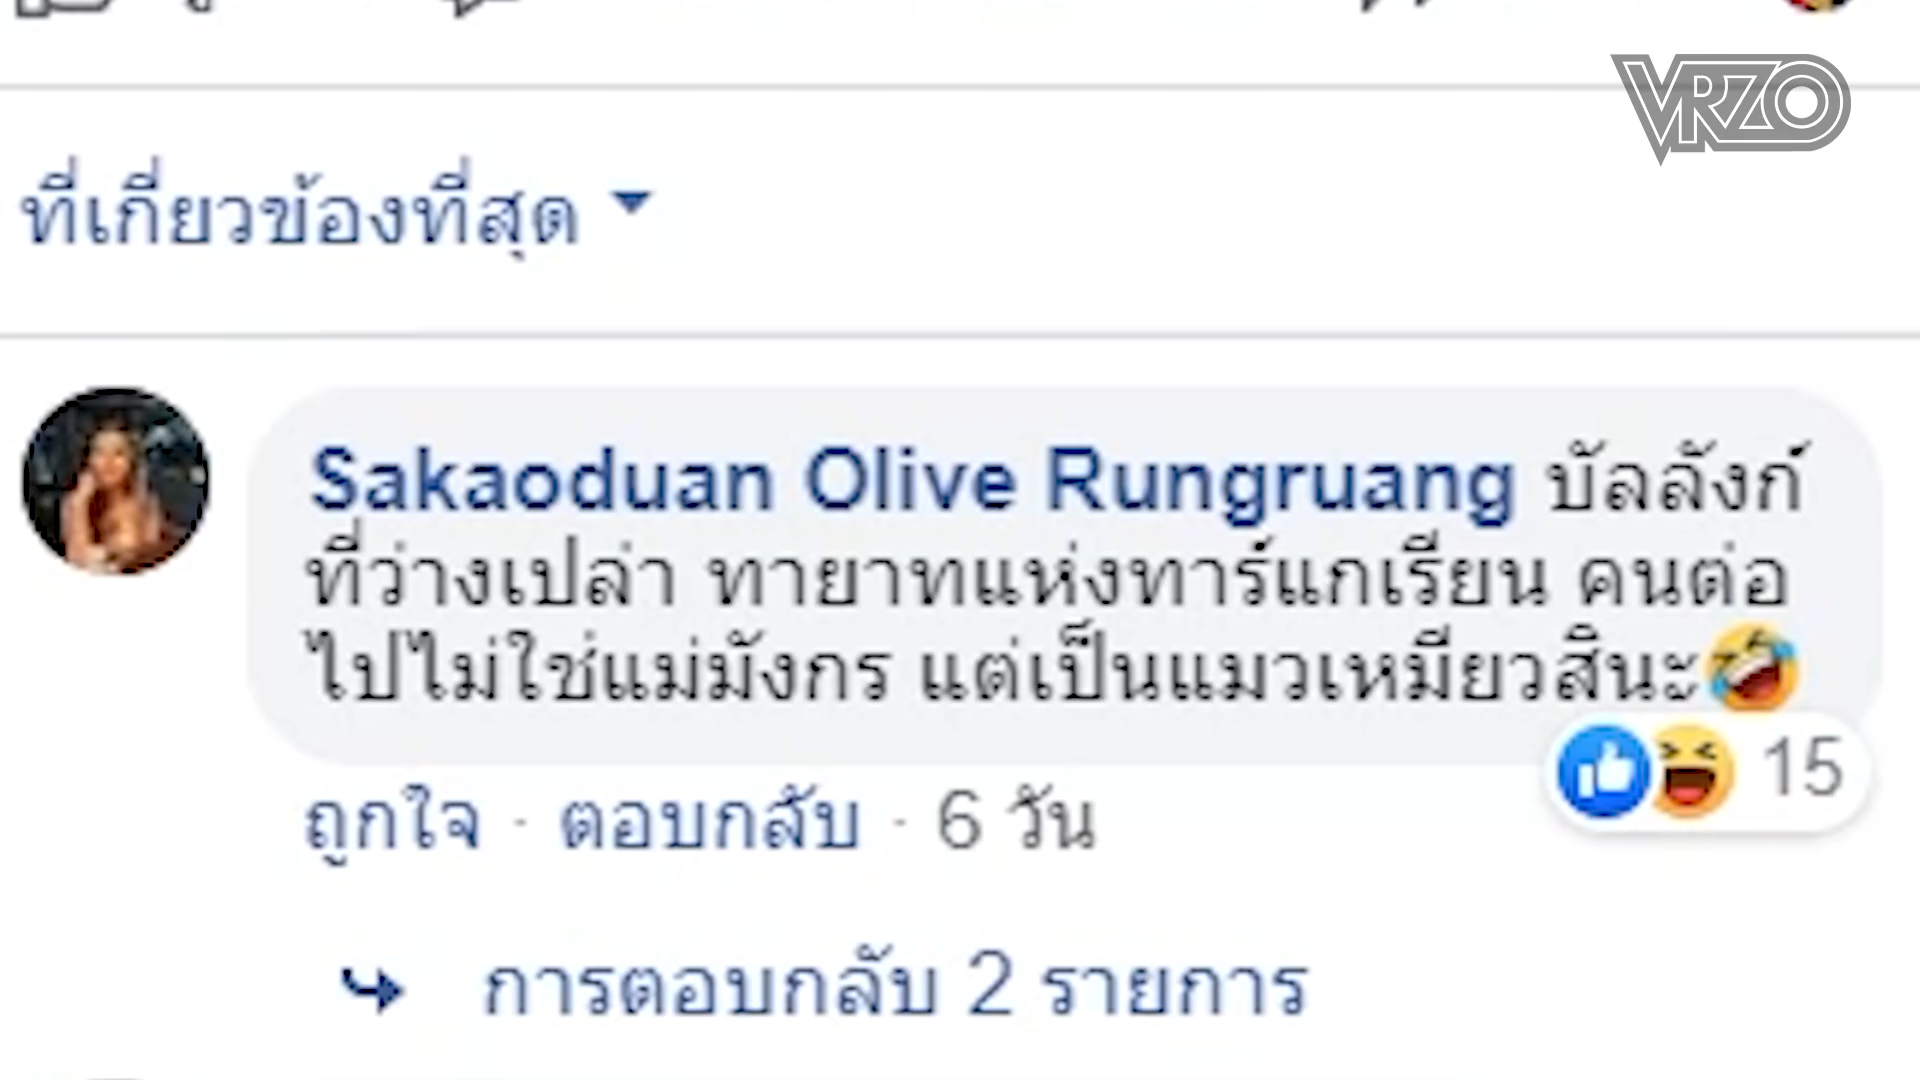 VRZO
ที่เกี่ยวข้องที่สุด
Sakaoduan Olive Rungruang บัลลังก์
ที่ว่างเปล่า ทายาทแห่งทาร์แกเรียน คนต่อ
ไปไม่ใช่แม่มังกร แต่เป็นแมวเหมียวสินะ🤣
15
ถูกใจ · ตอบกลับ · 6 วัน
การตอบกลับ 2 รายการ